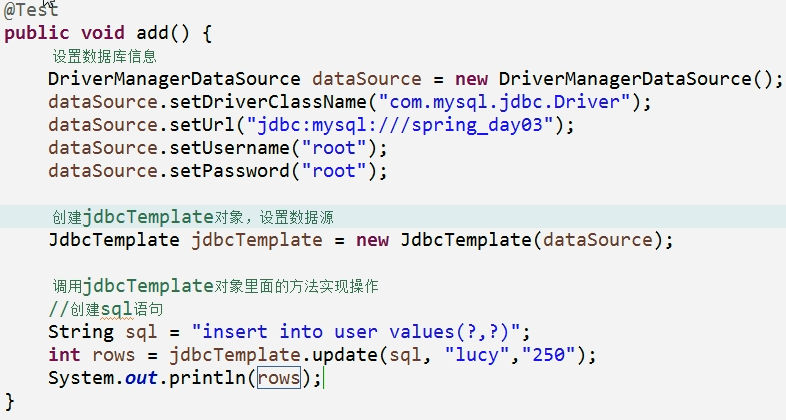 @Test
public void add() {
设置数据库信息
DriverManagerDataSource dataSource = new DriverManagerDataSource();
dataSource.setDriverClassName("com.mysql.jdbc.Driver");
dataSource.setUrl("jdbc:mysql:///spring_day03");
dataSource.setUsername("root");
dataSource.setPassword("root");
创建jdbcTemplate对象，设置数据源
JdbcTemplate jdbcTemplate = new JdbcTemplate(dataSource);
调用jdbcTemplate对象里面的方法实现操作
//创建sql语句
String sql = "insert into user values(?,?)";
int rows = jdbcTemplate.update(sql, "lucy","250");
System.out.println(rows);
}